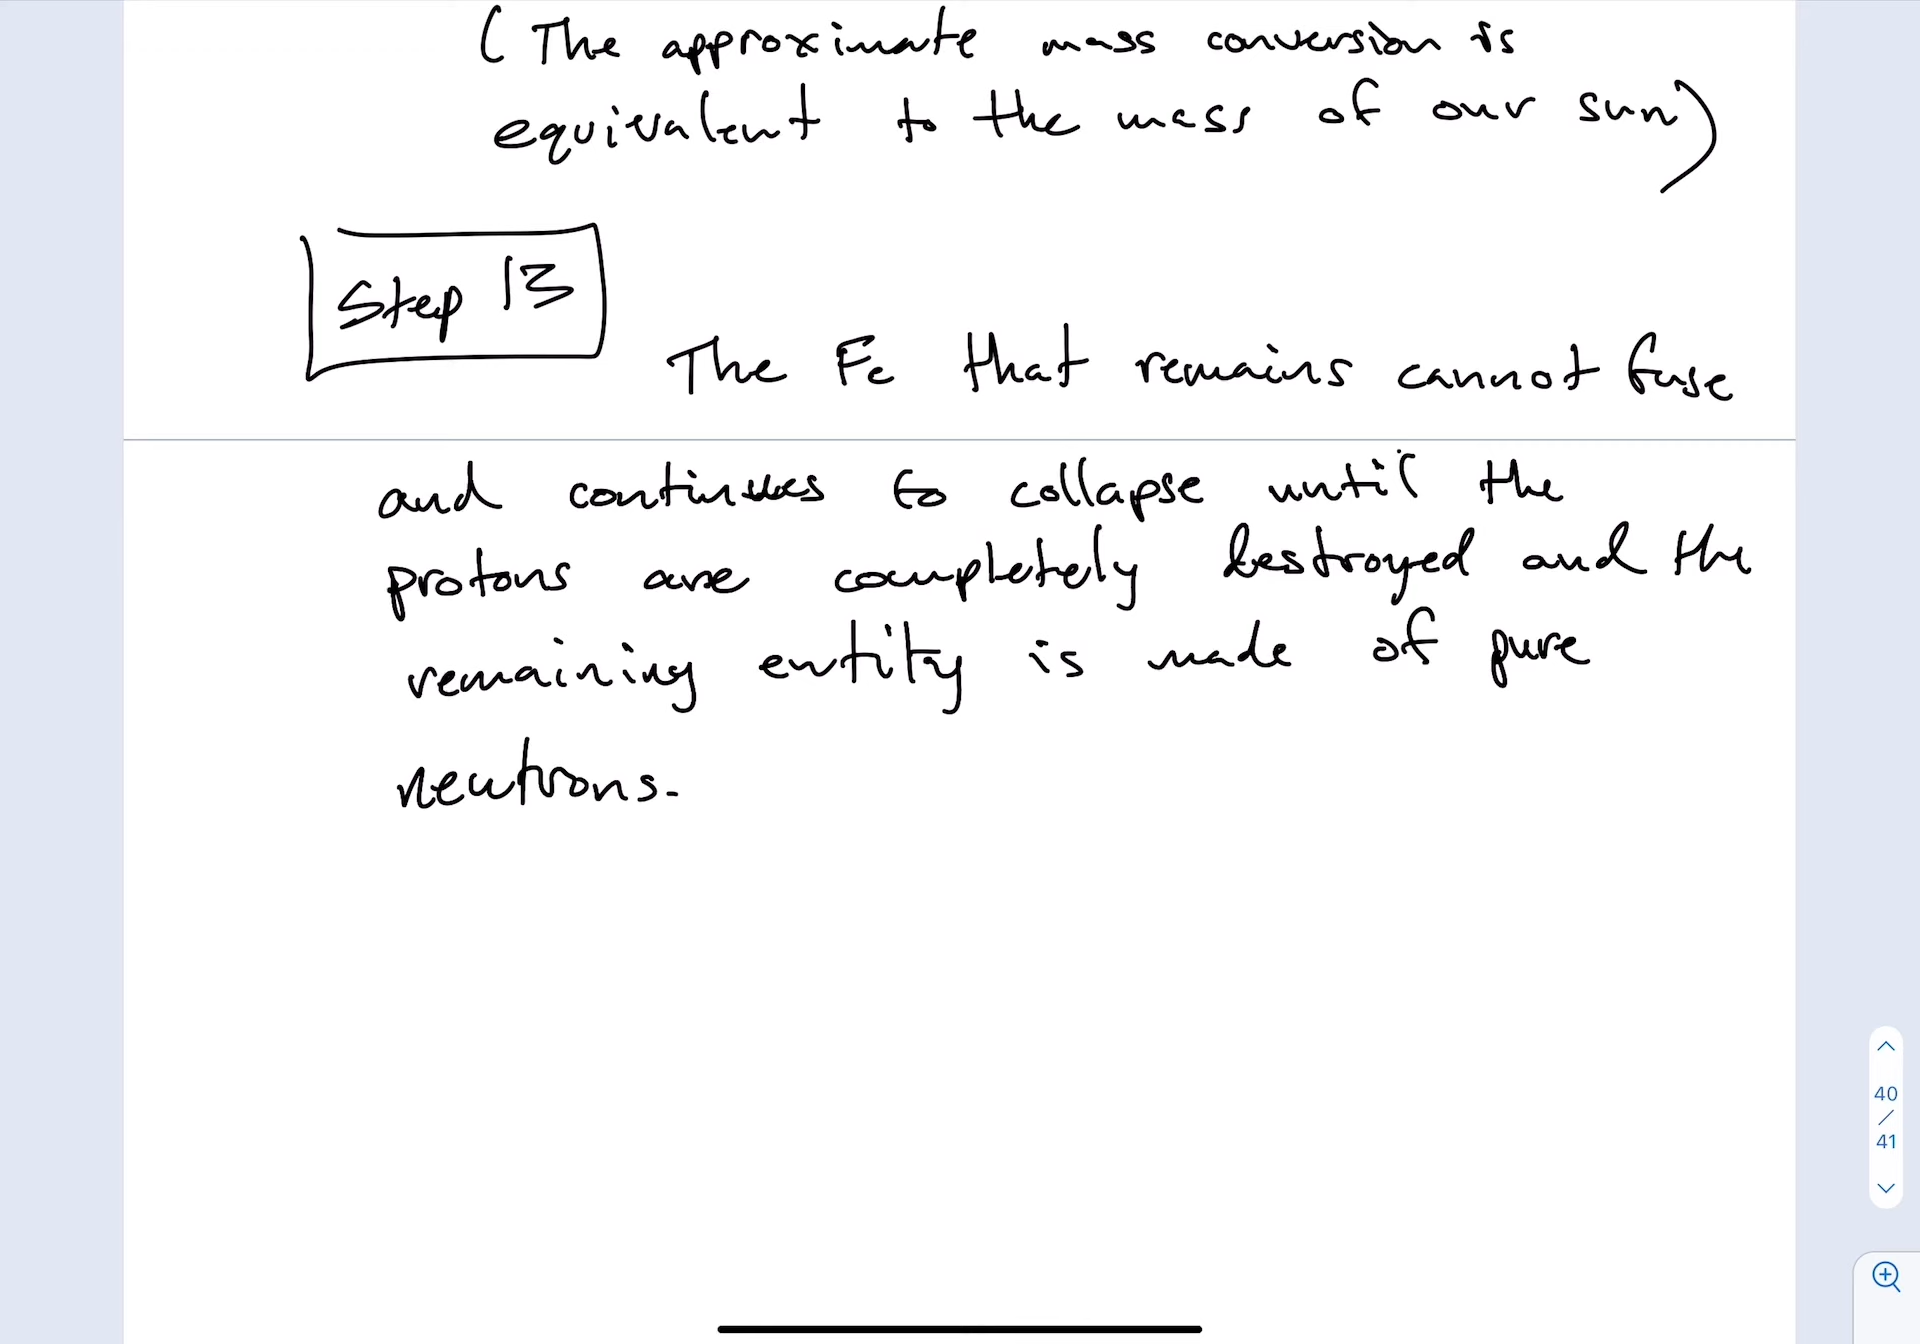 (The approximate mass conversion is
equivalent to the mass of our sun)
Step 13
The Fe that remains cannot fuse
and continues to collapse until the
protons are completely destroyed and the
remaining entity is made of pure
neutrons.
40
/
41